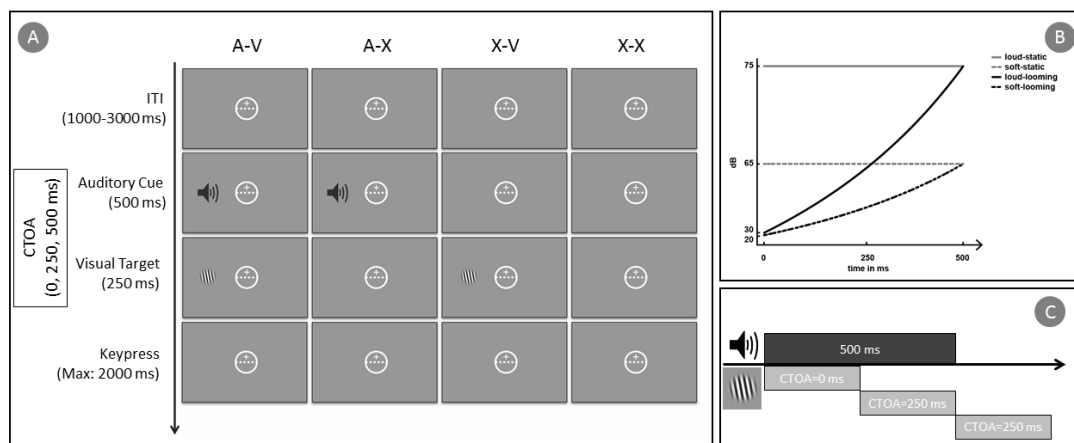 A
A-V
A-X
X-V
X-X
ITI
(1000-3000 ms)
Auditory Cue
(500 ms)
CTOA
(0, 250, 500 ms)
Visual Target
(250 ms)
Keypress
(Max: 2000 ms)
B
loud-static
soft-static
loud-looming
soft-looming
75
dB
65
30
20
0
250
500
time in ms
C
500 ms
CTOA=0 ms
CTOA=250 ms
CTOA=250 ms